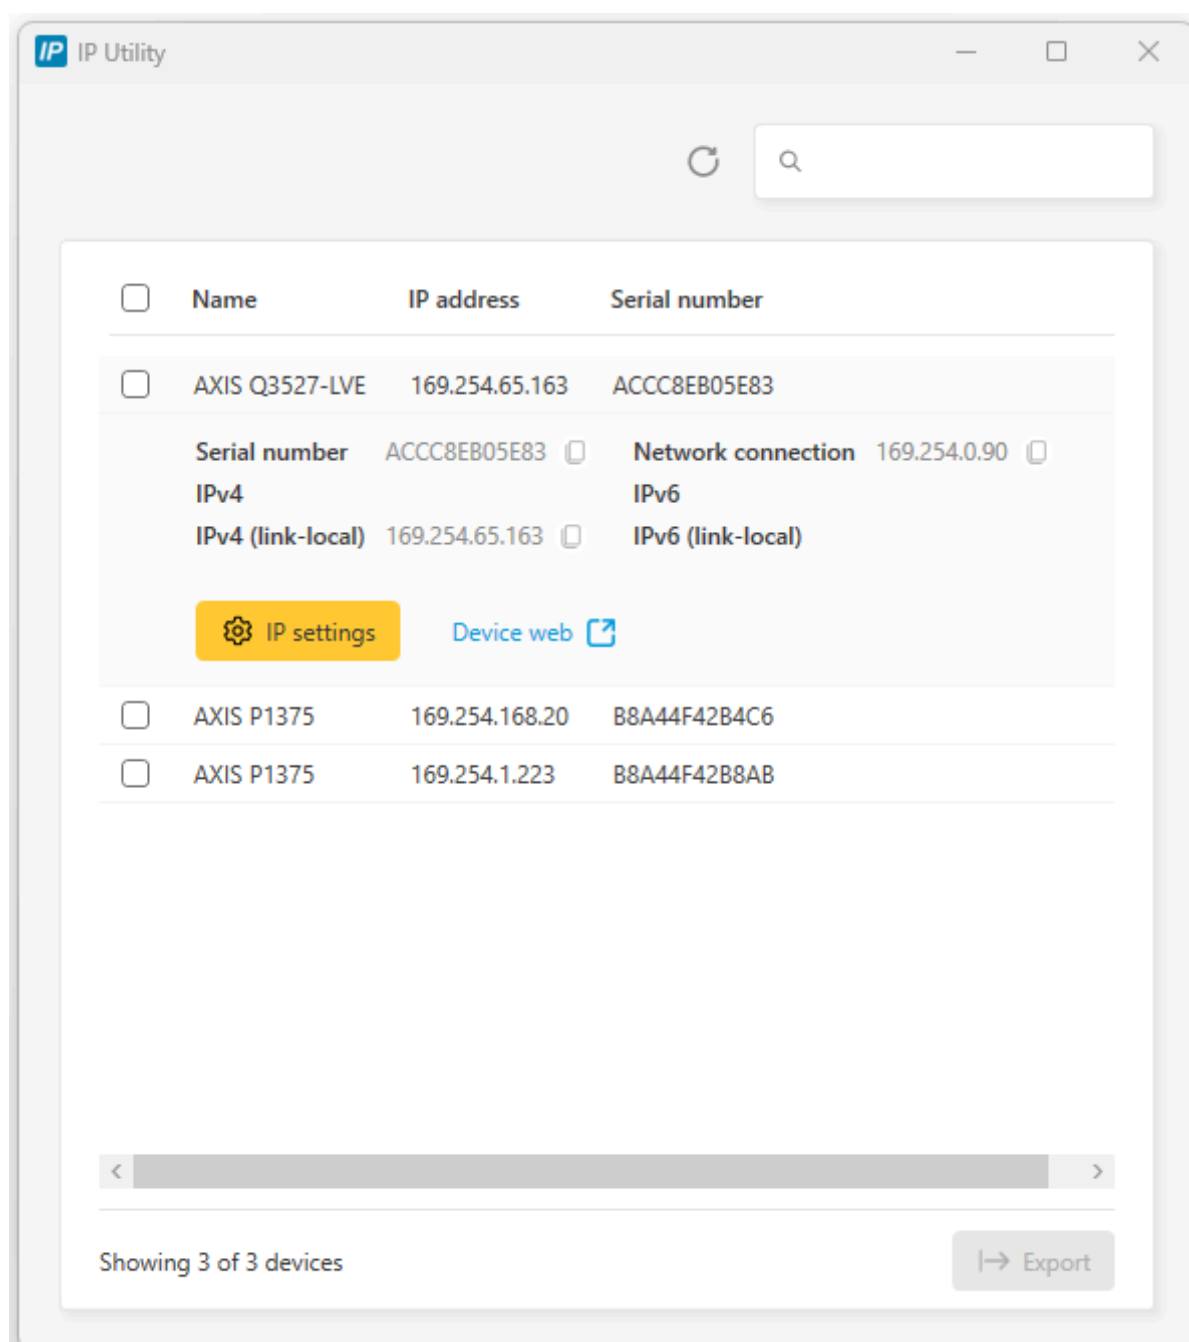 IP IP Utility
Name IP address Serial number
AXIS Q3527-LVE 169.254.65.163 ACCC8EB05E83
Serial number ACCC8EB05E83 Network connection 169.254.0.90
IPv4 IPv6
IPv4 (link-local) 169.254.65.163 IPv6 (link-local)
IP settings Device web
AXIS P1375 169.254.168.20 B8A44F42B4C6
AXIS P1375 169.254.1.223 B8A44F42B8AB
Showing 3 of 3 devices Export